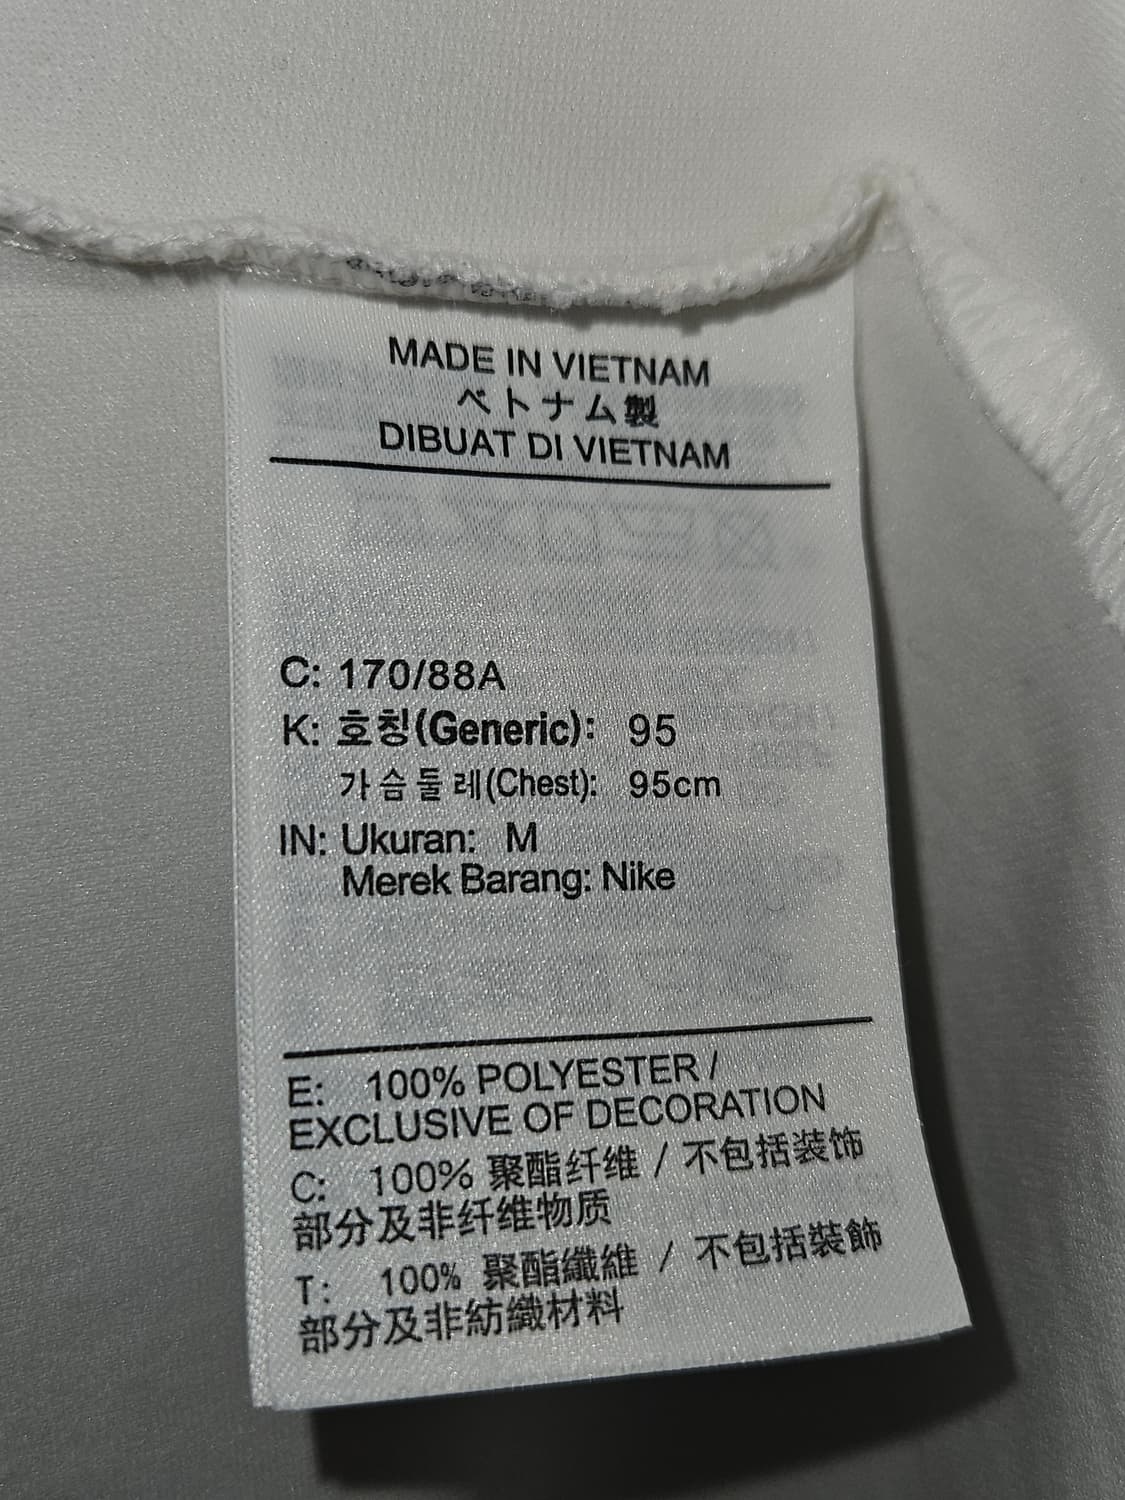 MADE IN VIETNAM
ベトナム製
DIBUAT DI VIETNAM
C: 170/88A
K: 호칭(Generic): 95
가슴둘레(Chest): 95cm
IN: Ukuran: M
Merek Barang: Nike
E: 100% POLYESTER /
EXCLUSIVE OF DECORATION
C: 100% 聚酯纤维 / 不包括装饰
部分及非纤维物质
T: 100% 聚酯纖維 / 不包括裝飾
部分及非紡織材料